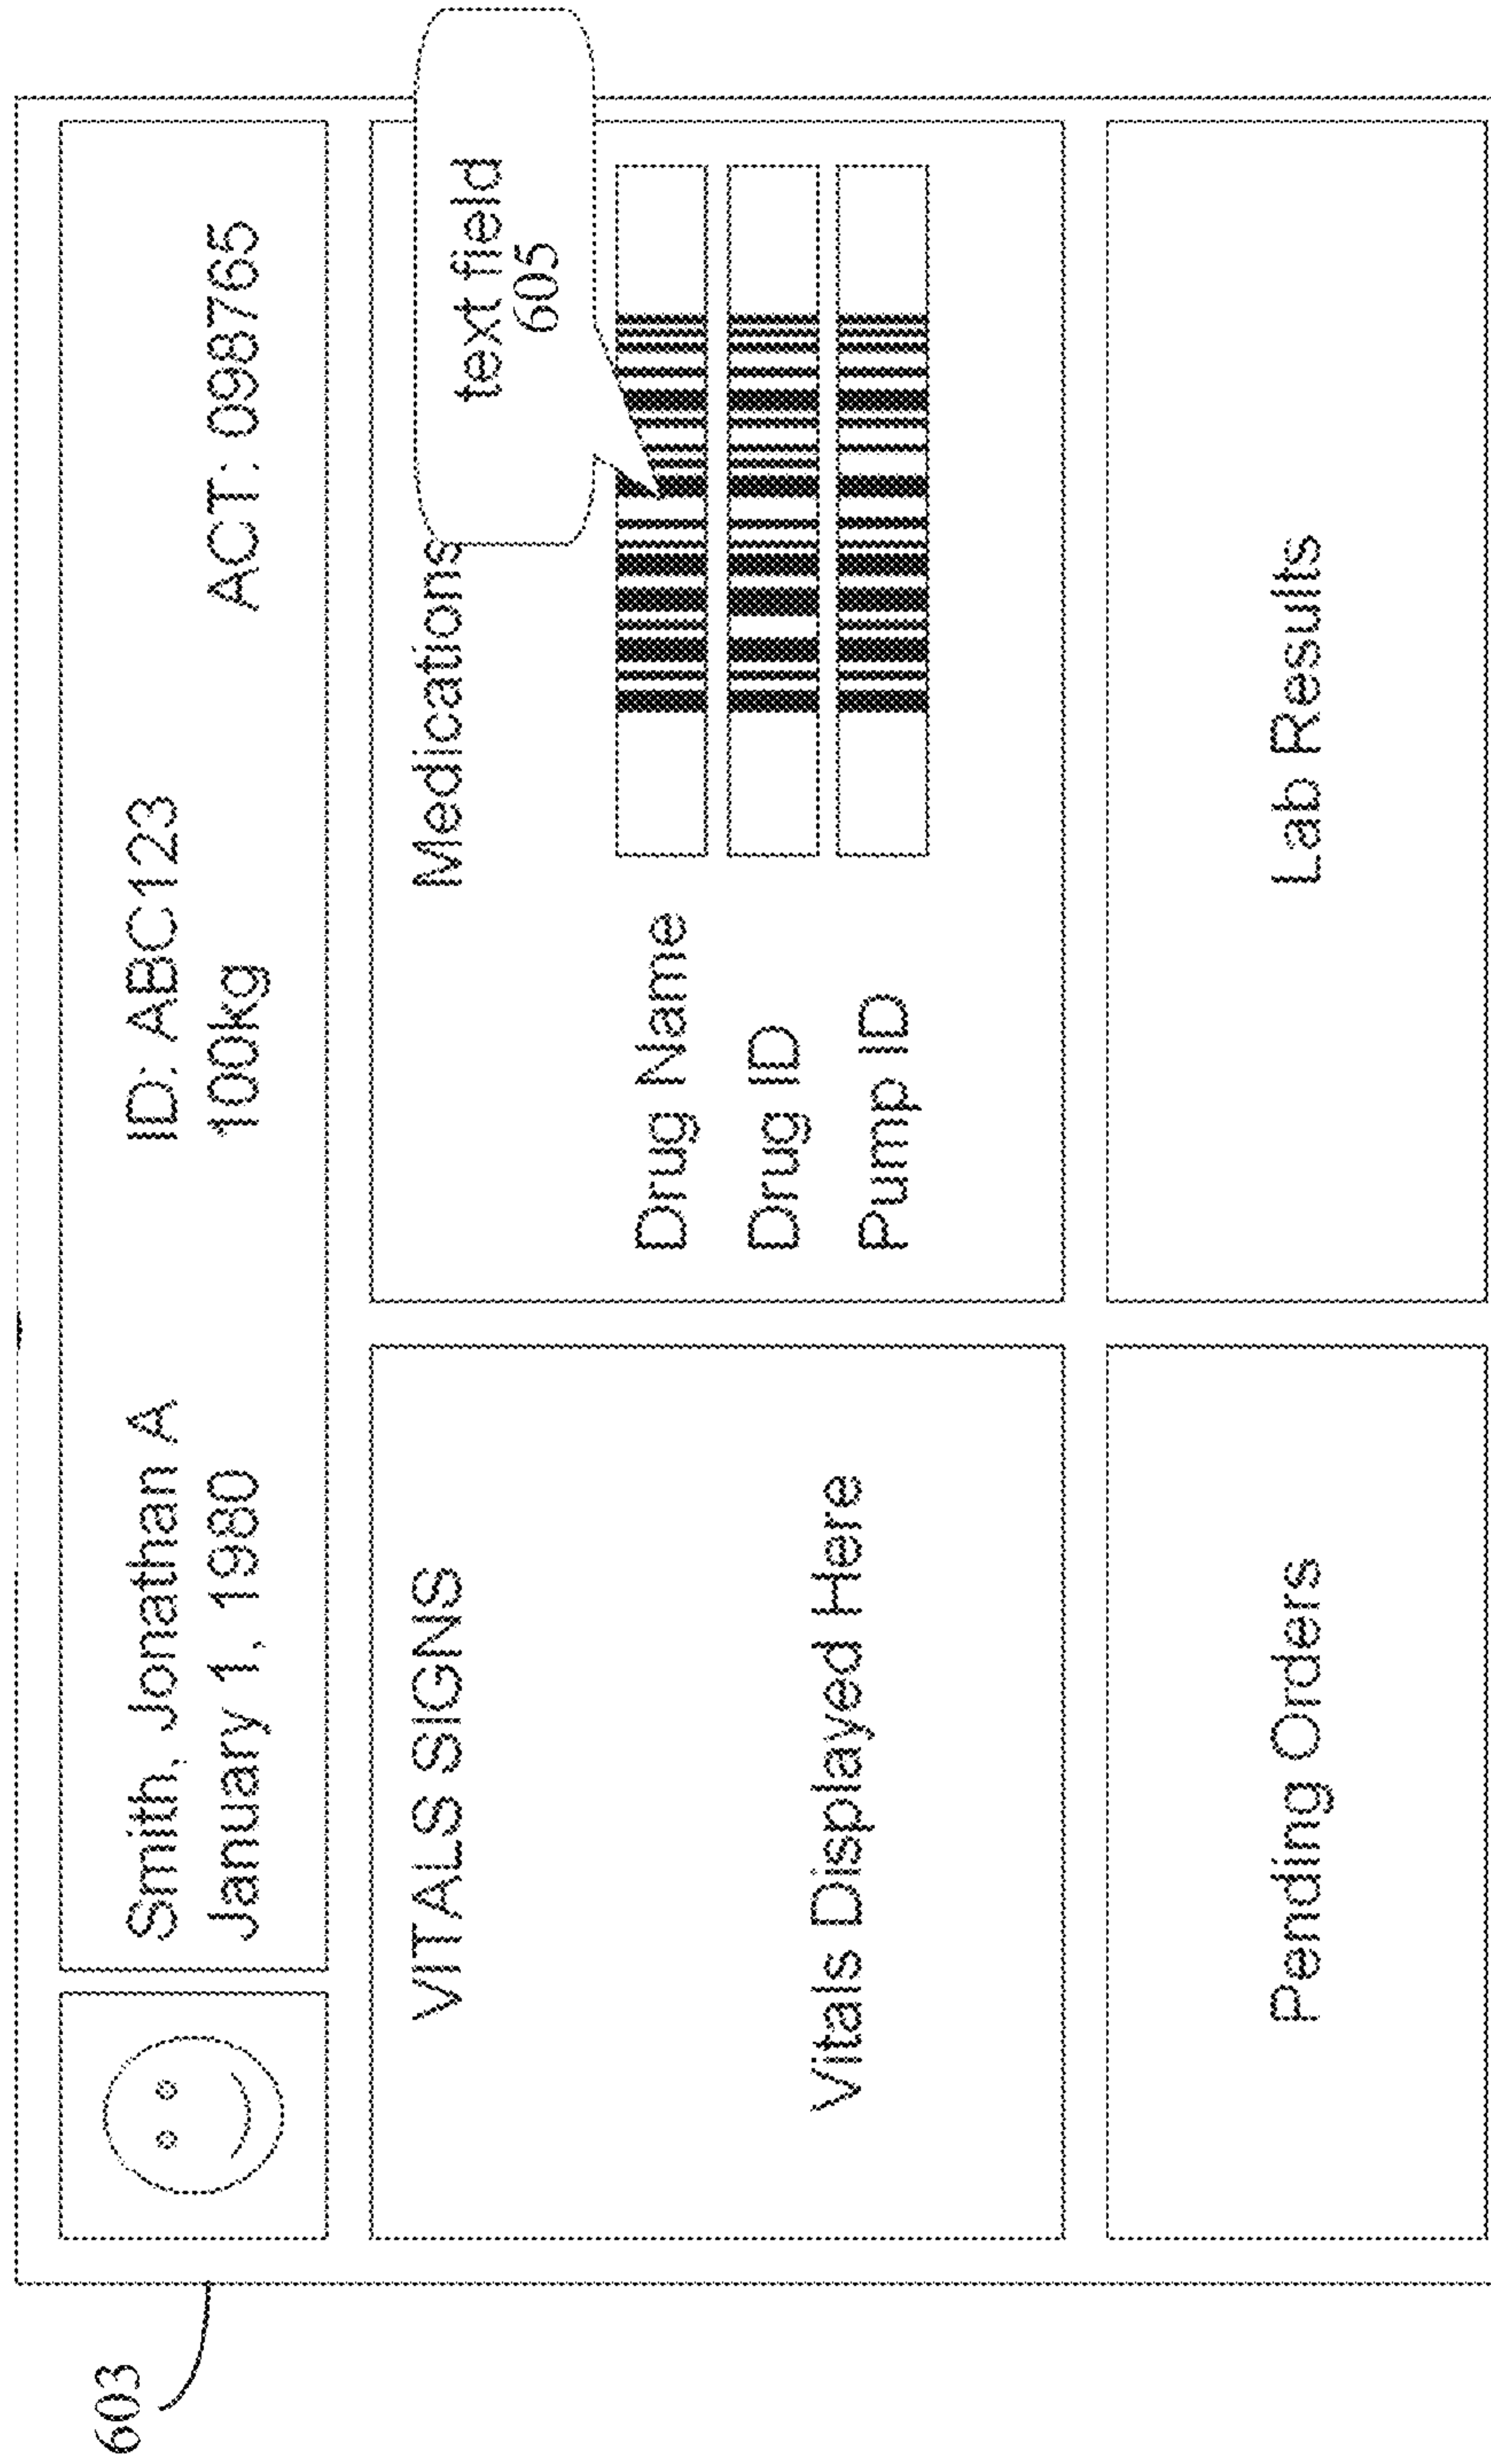 603
Smith, Jonathan A
ID: ABC123
January 1, 1980
100kg
ACT: 098765
VITALS SIGNS
Vitals Displayed Here
Medications
text field
605
Drug Name
Drug ID
Pump ID
Pending Orders
Lab Results